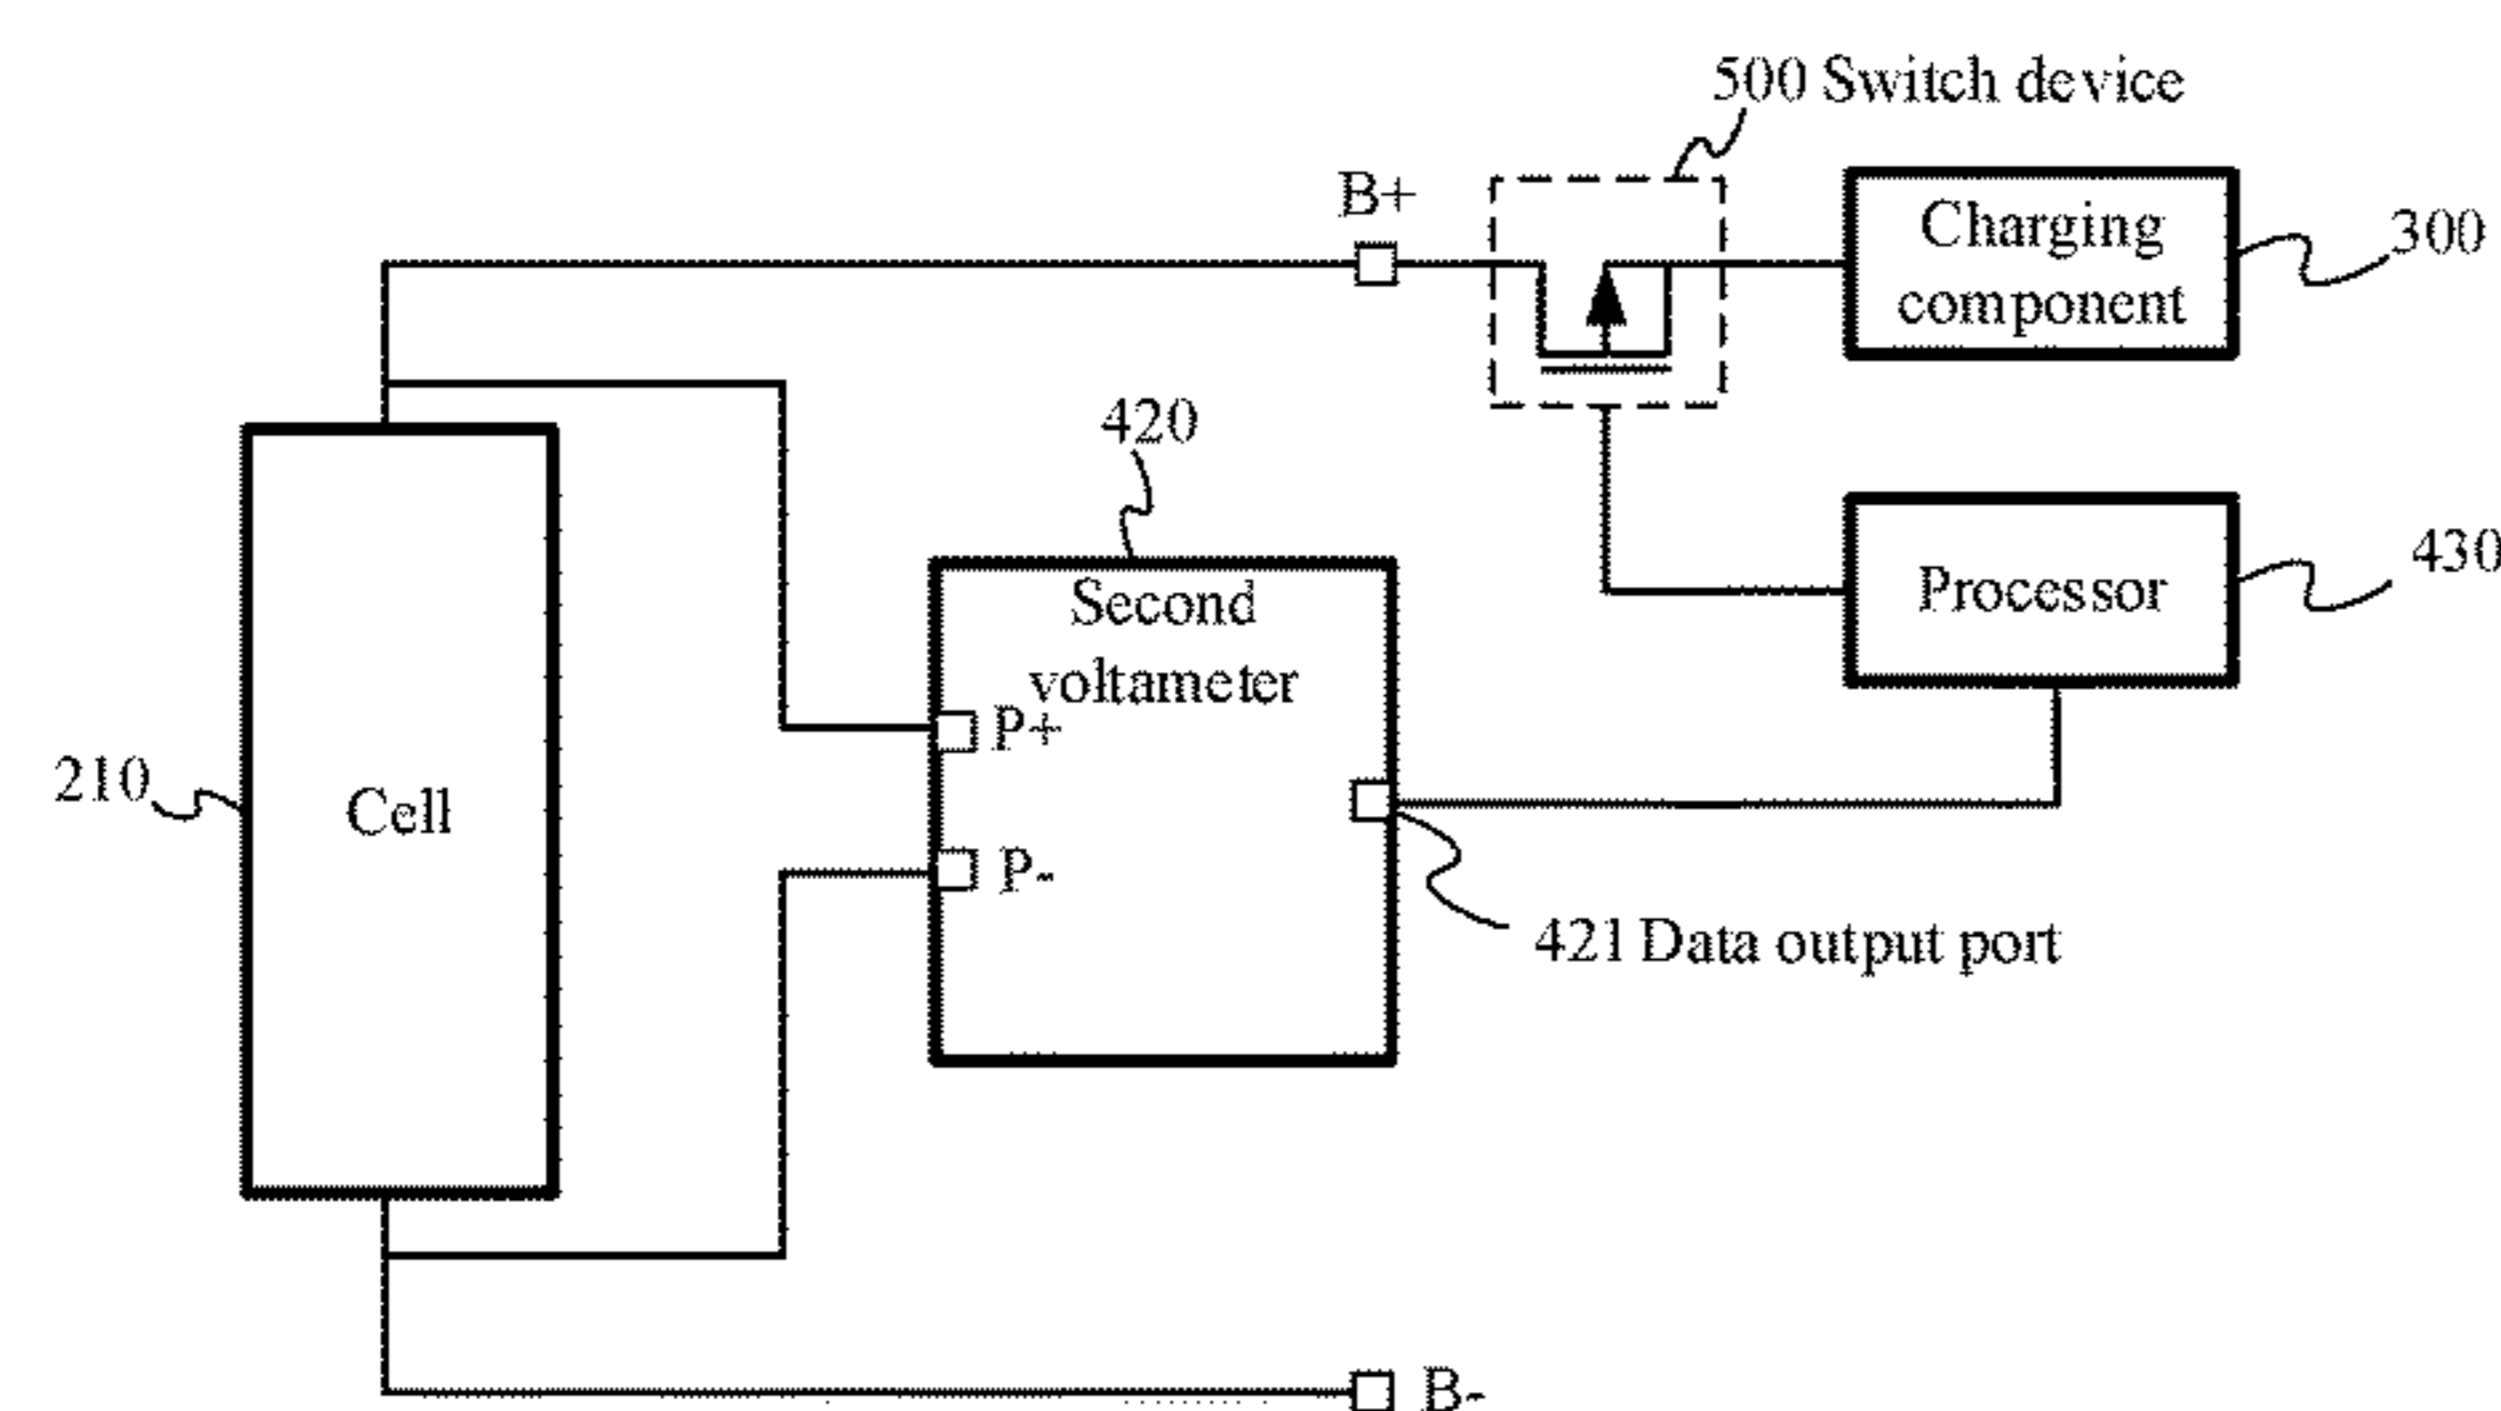 500 Switch device
B+
Charging
component
300
420
Second
voltameter
Processor
430
P+
210
Cell
P-
421 Data output port
B-